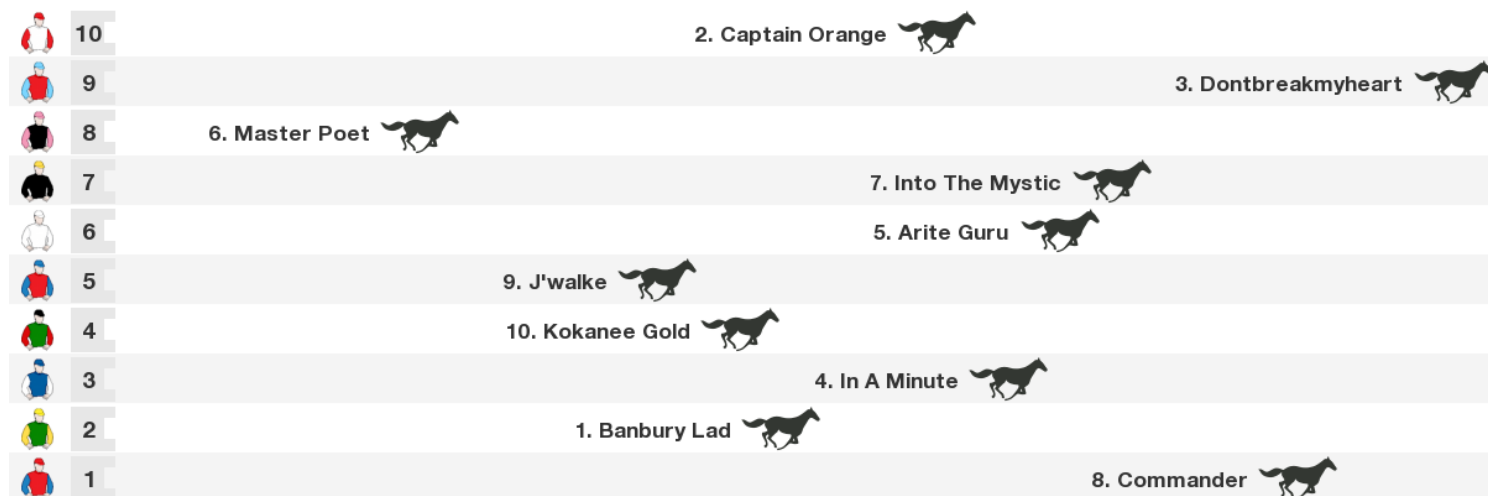 10 2. Captain Orange
9 3. Dontbreakmyheart
8 6. Master Poet
7 7. Into The Mystic
6 5. Arite Guru
5 9. J'walke
4 10. Kokanee Gold
3 4. In A Minute
2 1. Banbury Lad
1 8. Commander